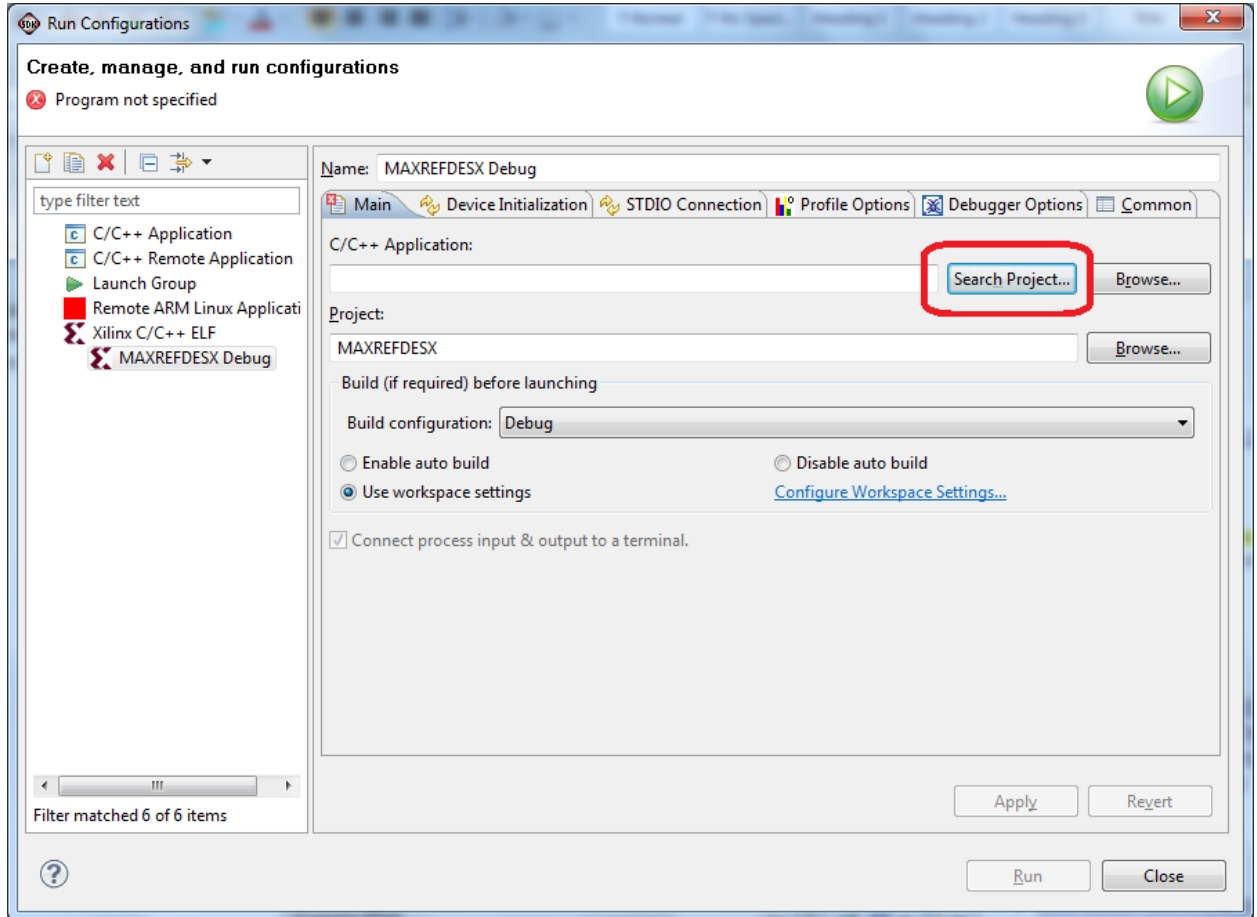 SDK Run Configurations
Create, manage, and run configurations
Program not specified
type filter text
C/C++ Application
C/C++ Remote Application
Launch Group
Remote ARM Linux Applicati
Xilinx C/C++ ELF
MAXREFDESX Debug
Filter matched 6 of 6 items
Name: MAXREFDESX Debug
Main Device Initialization STDIO Connection Profile Options Debugger Options Common
C/C++ Application:
Search Project... Browse...
Project:
MAXREFDESX Browse...
Build (if required) before launching
Build configuration: Debug
Enable auto build Disable auto build
Use workspace settings Configure Workspace Settings...
Connect process input & output to a terminal.
Apply Revert
? Run Close